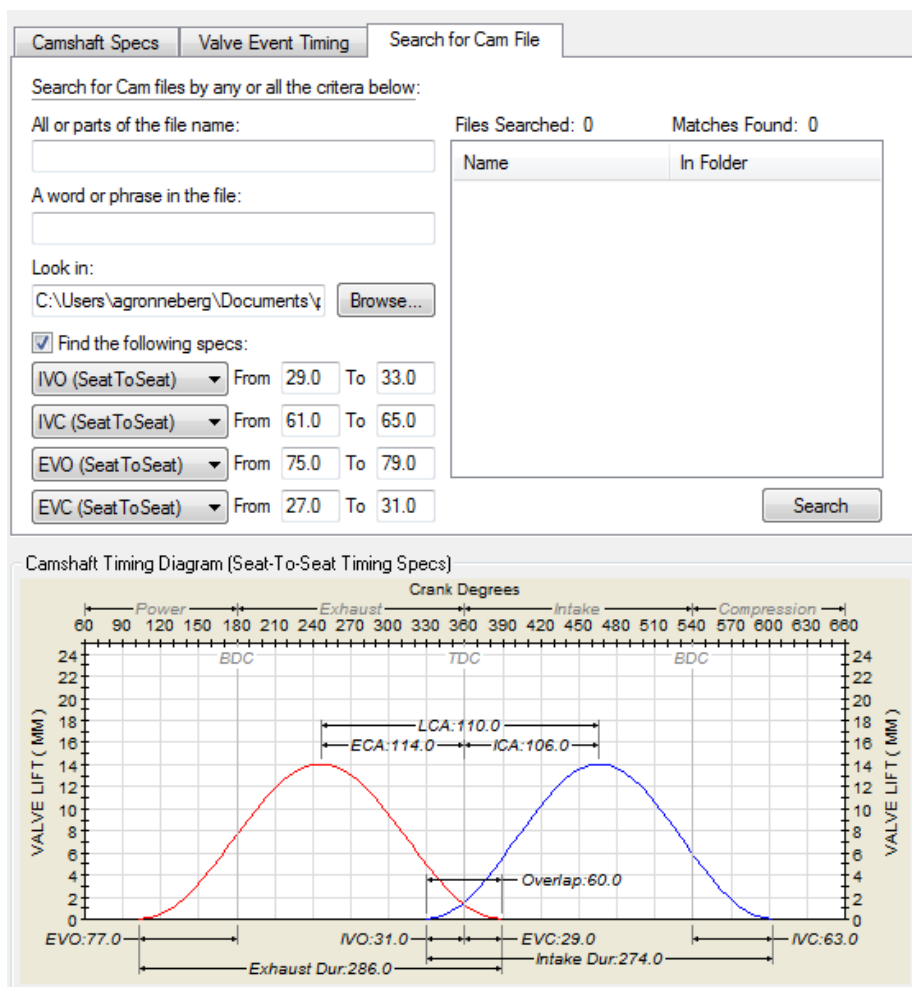 Camshaft Specs Valve Event Timing Search for Cam File
Search for Cam files by any or all the critera below:
All or parts of the file name:
Files Searched: 0 Matches Found: 0
Name In Folder
A word or phrase in the file:
Look in:
C:\Users\agronneberg\Documents\p Browse...
Find the following specs:
IVO (SeatToSeat) From 29.0 To 33.0
IVC (SeatToSeat) From 61.0 To 65.0
EVO (SeatToSeat) From 75.0 To 79.0
EVC (SeatToSeat) From 27.0 To 31.0
Search
Camshaft Timing Diagram (Seat-To-Seat Timing Specs)
Crank Degrees
Power Exhaust Intake Compression
60 90 120 150 180 210 240 270 300 330 360 390 420 450 480 510 540 570 600 630 660
BDC TDC BDC
24 24
22 22
20 20
18 LCA:110.0 18
16 ECA:114.0 ICA:106.0 16
14 14
12 12
10 10
8 8
6 6
4 Overlap:60.0 4
2 2
0 0
VALVE LIFT ( MM )
VALVE LIFT ( MM )
EVO:77.0 IVO:31.0 EVC:29.0 IVC:63.0
Intake Dur:274.0
Exhaust Dur:286.0